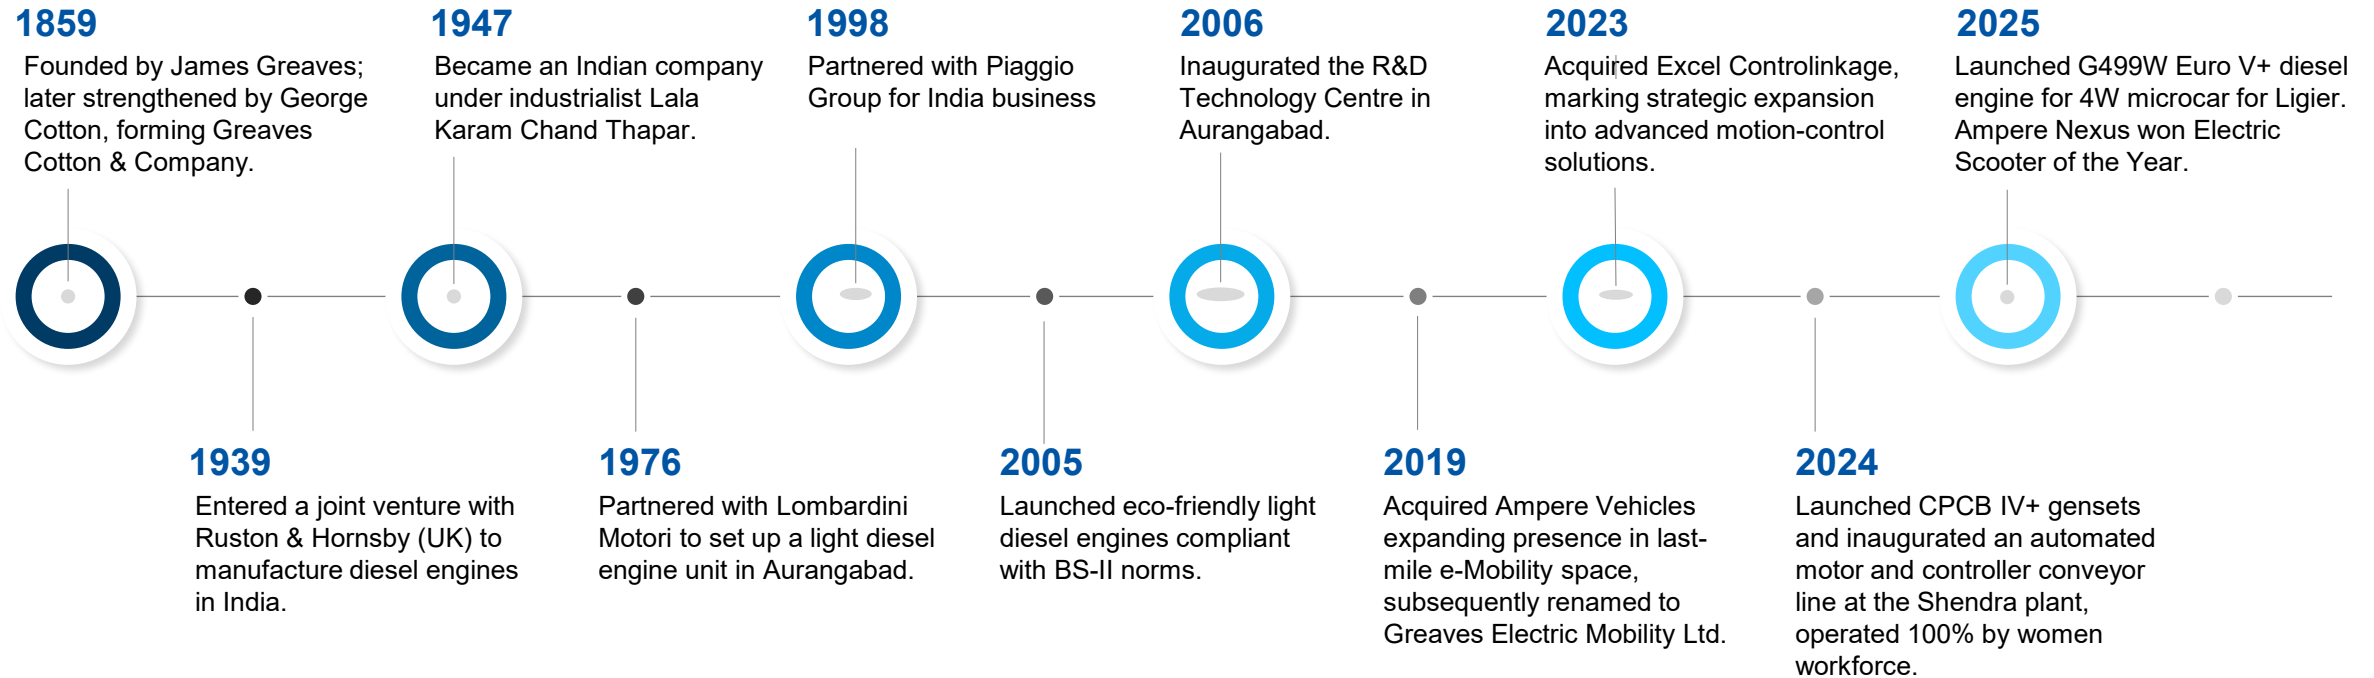 1859
Founded by James Greaves;
later strengthened by George
Cotton, forming Greaves
Cotton & Company.
1939
Entered a joint venture with
Ruston & Hornsby (UK) to
manufacture diesel engines
in India.
1947
Became an Indian company
under industrialist Lala
Karam Chand Thapar.
1976
Partnered with Lombardini
Motori to set up a light diesel
engine unit in Aurangabad.
1998
Partnered with Piaggio
Group for India business
2005
Launched eco-friendly light
diesel engines compliant
with BS-II norms.
2006
Inaugurated the R&D
Technology Centre in
Aurangabad.
2019
Acquired Ampere Vehicles
expanding presence in last-
mile e-Mobility space,
subsequently renamed to
Greaves Electric Mobility Ltd.
2023
Acquired Excel Controlinkage,
marking strategic expansion
into advanced motion-control
solutions.
2024
Launched CPCB IV+ gensets
and inaugurated an automated
motor and controller conveyor
line at the Shendra plant,
operated 100% by women
workforce.
2025
Launched G499W Euro V+ diesel
engine for 4W microcar for Ligier.
Ampere Nexus won Electric
Scooter of the Year.